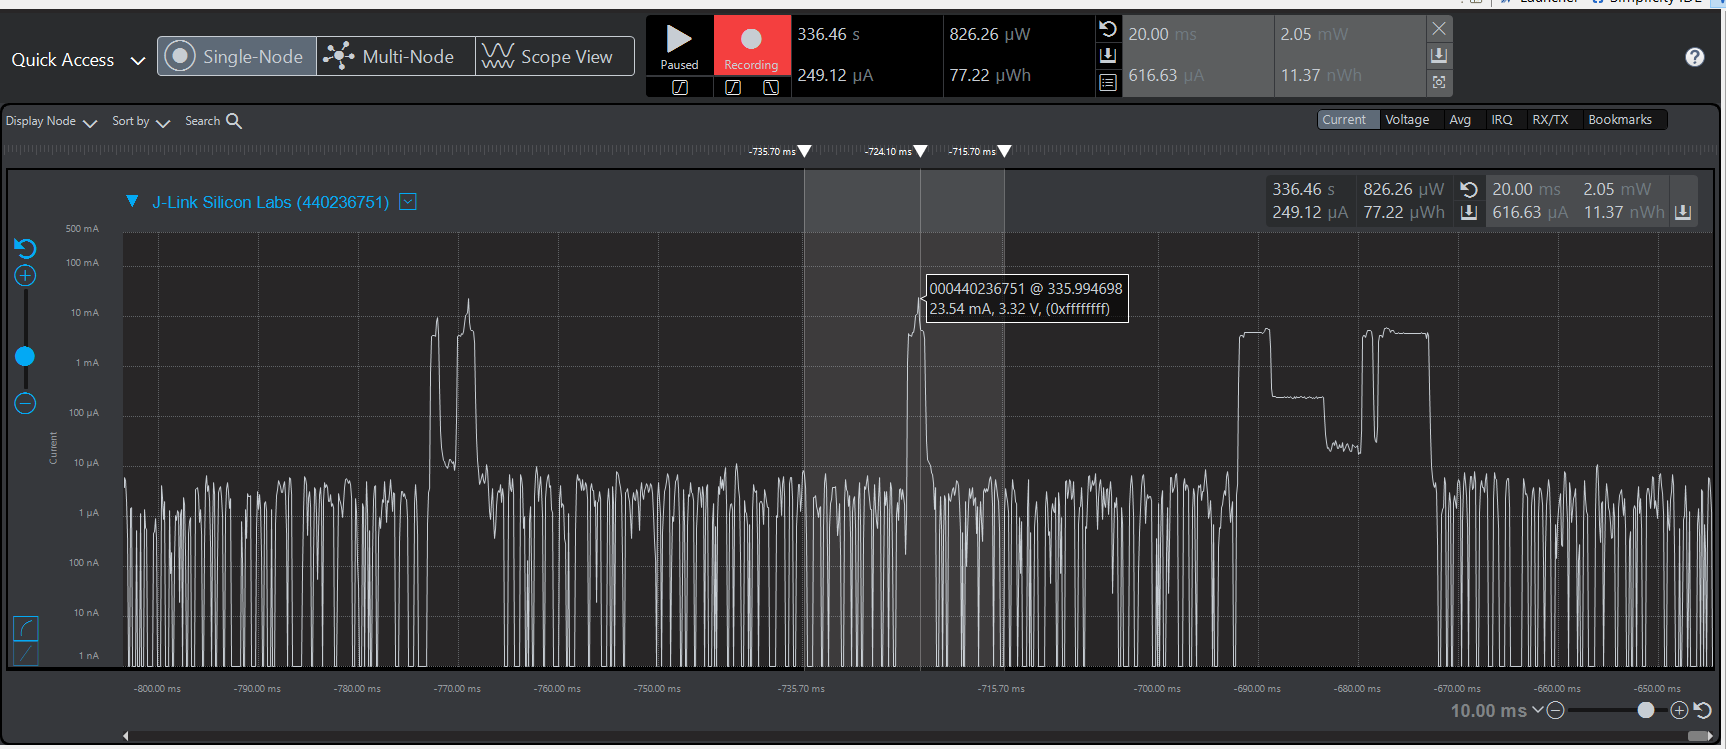 Launcher Simplicity IDE
Quick Access
Single-Node
Multi-Node
Scope View
Paused
Recording
336.46 s
249.12 µA
826.26 µW
77.22 µWh
20.00 ms
616.63 µA
2.05 mW
11.37 nWh
Display Node
Sort by
Search
Current
Voltage
Avg
IRQ
RX/TX
Bookmarks
-735.70 ms
-724.10 ms
-715.70 ms
J-Link Silicon Labs (440236751)
336.46 s
249.12 µA
826.26 µW
77.22 µWh
20.00 ms
616.63 µA
2.05 mW
11.37 nWh
500 mA
100 mA
10 mA
1 mA
100 µA
10 µA
1 µA
100 nA
10 nA
1 nA
Current
000440236751 @ 335.994698
23.54 mA, 3.32 V, (0xffffffff)
-800.00 ms
-790.00 ms
-780.00 ms
-770.00 ms
-760.00 ms
-750.00 ms
-735.70 ms
-715.70 ms
-700.00 ms
-690.00 ms
-680.00 ms
-670.00 ms
-660.00 ms
-650.00 ms
10.00 ms